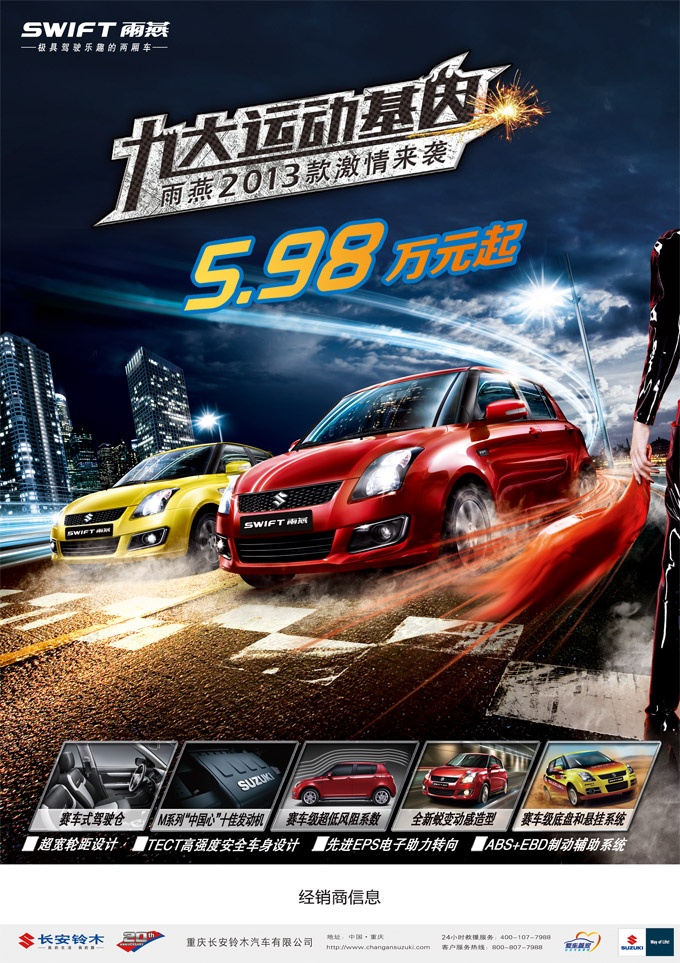 SWIFT 雨燕
极具驾驶乐趣的两厢车
九大运动基因
雨燕2013款激情来袭
5.98 万元起
SWIFT 雨燕
SWIFT 雨燕
SUZUKI
赛车式驾驶仓
M系列“中国心”十佳发动机
赛车级超低风阻系数
全新蜕变动感造型
赛车级底盘和悬挂系统
超宽轮距设计
TECT高强度安全车身设计
先进EPS电子助力转向
ABS+EBD制动辅助系统
经销商信息
长安铃木
20th
ANNIVERSARY
重庆长安铃木汽车有限公司
地址：中国·重庆
http://www.changansuzuki.com
24小时救援服务：400-107-7988
客户服务热线：800-807-7988
SUZUKI
Way of Life!